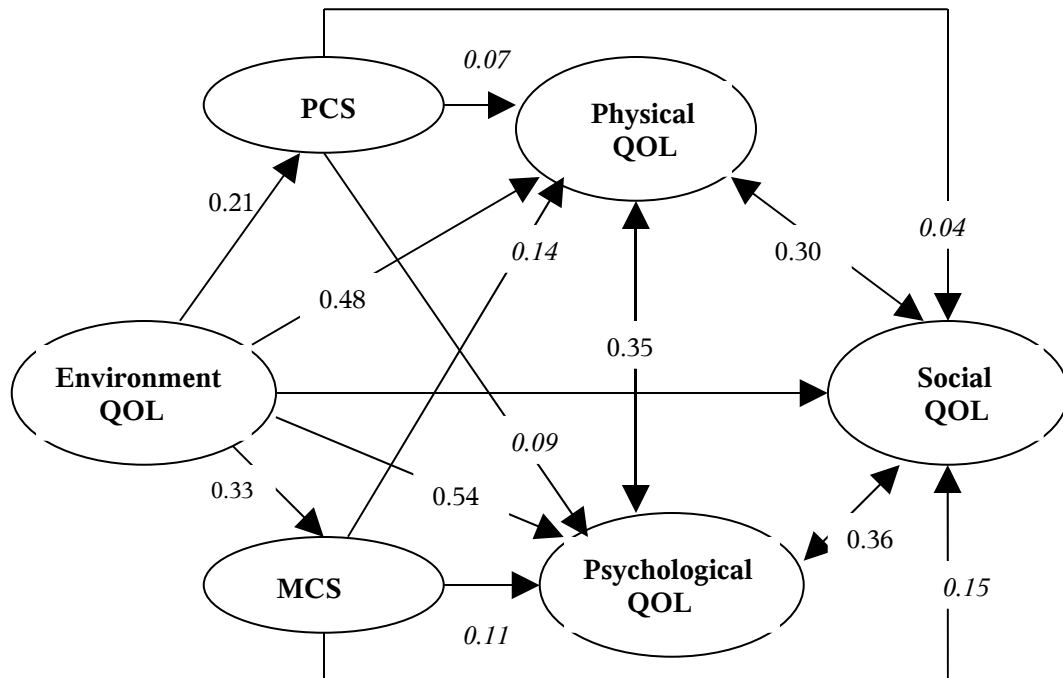 0.07
PCS
Physical
QOL
0.21
0.14
0.04
0.30
0.48
0.35
Environment
QOL
Social
QOL
0.09
0.33
0.54
0.36
Psychological
QOL
MCS
0.15
0.11